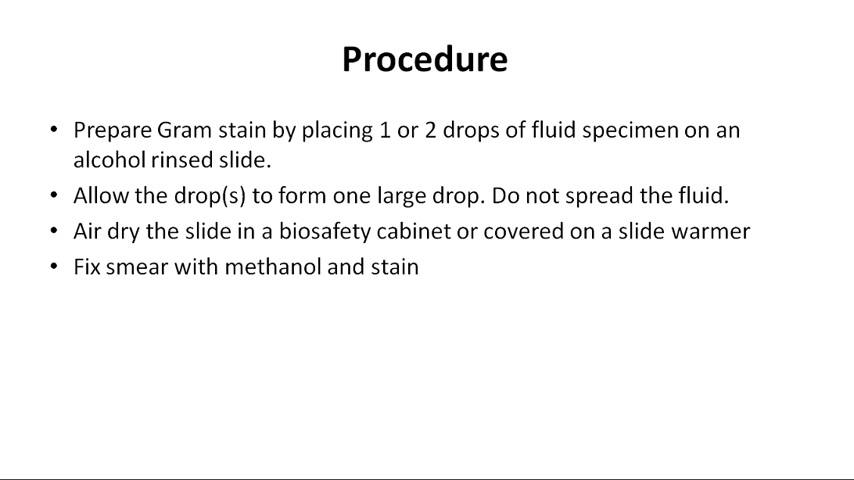 Procedure
• Prepare Gram stain by placing 1 or 2 drops of fluid specimen on an
alcohol rinsed slide.
• Allow the drop(s) to form one large drop. Do not spread the fluid.
• Air dry the slide in a biosafety cabinet or covered on a slide warmer
• Fix smear with methanol and stain